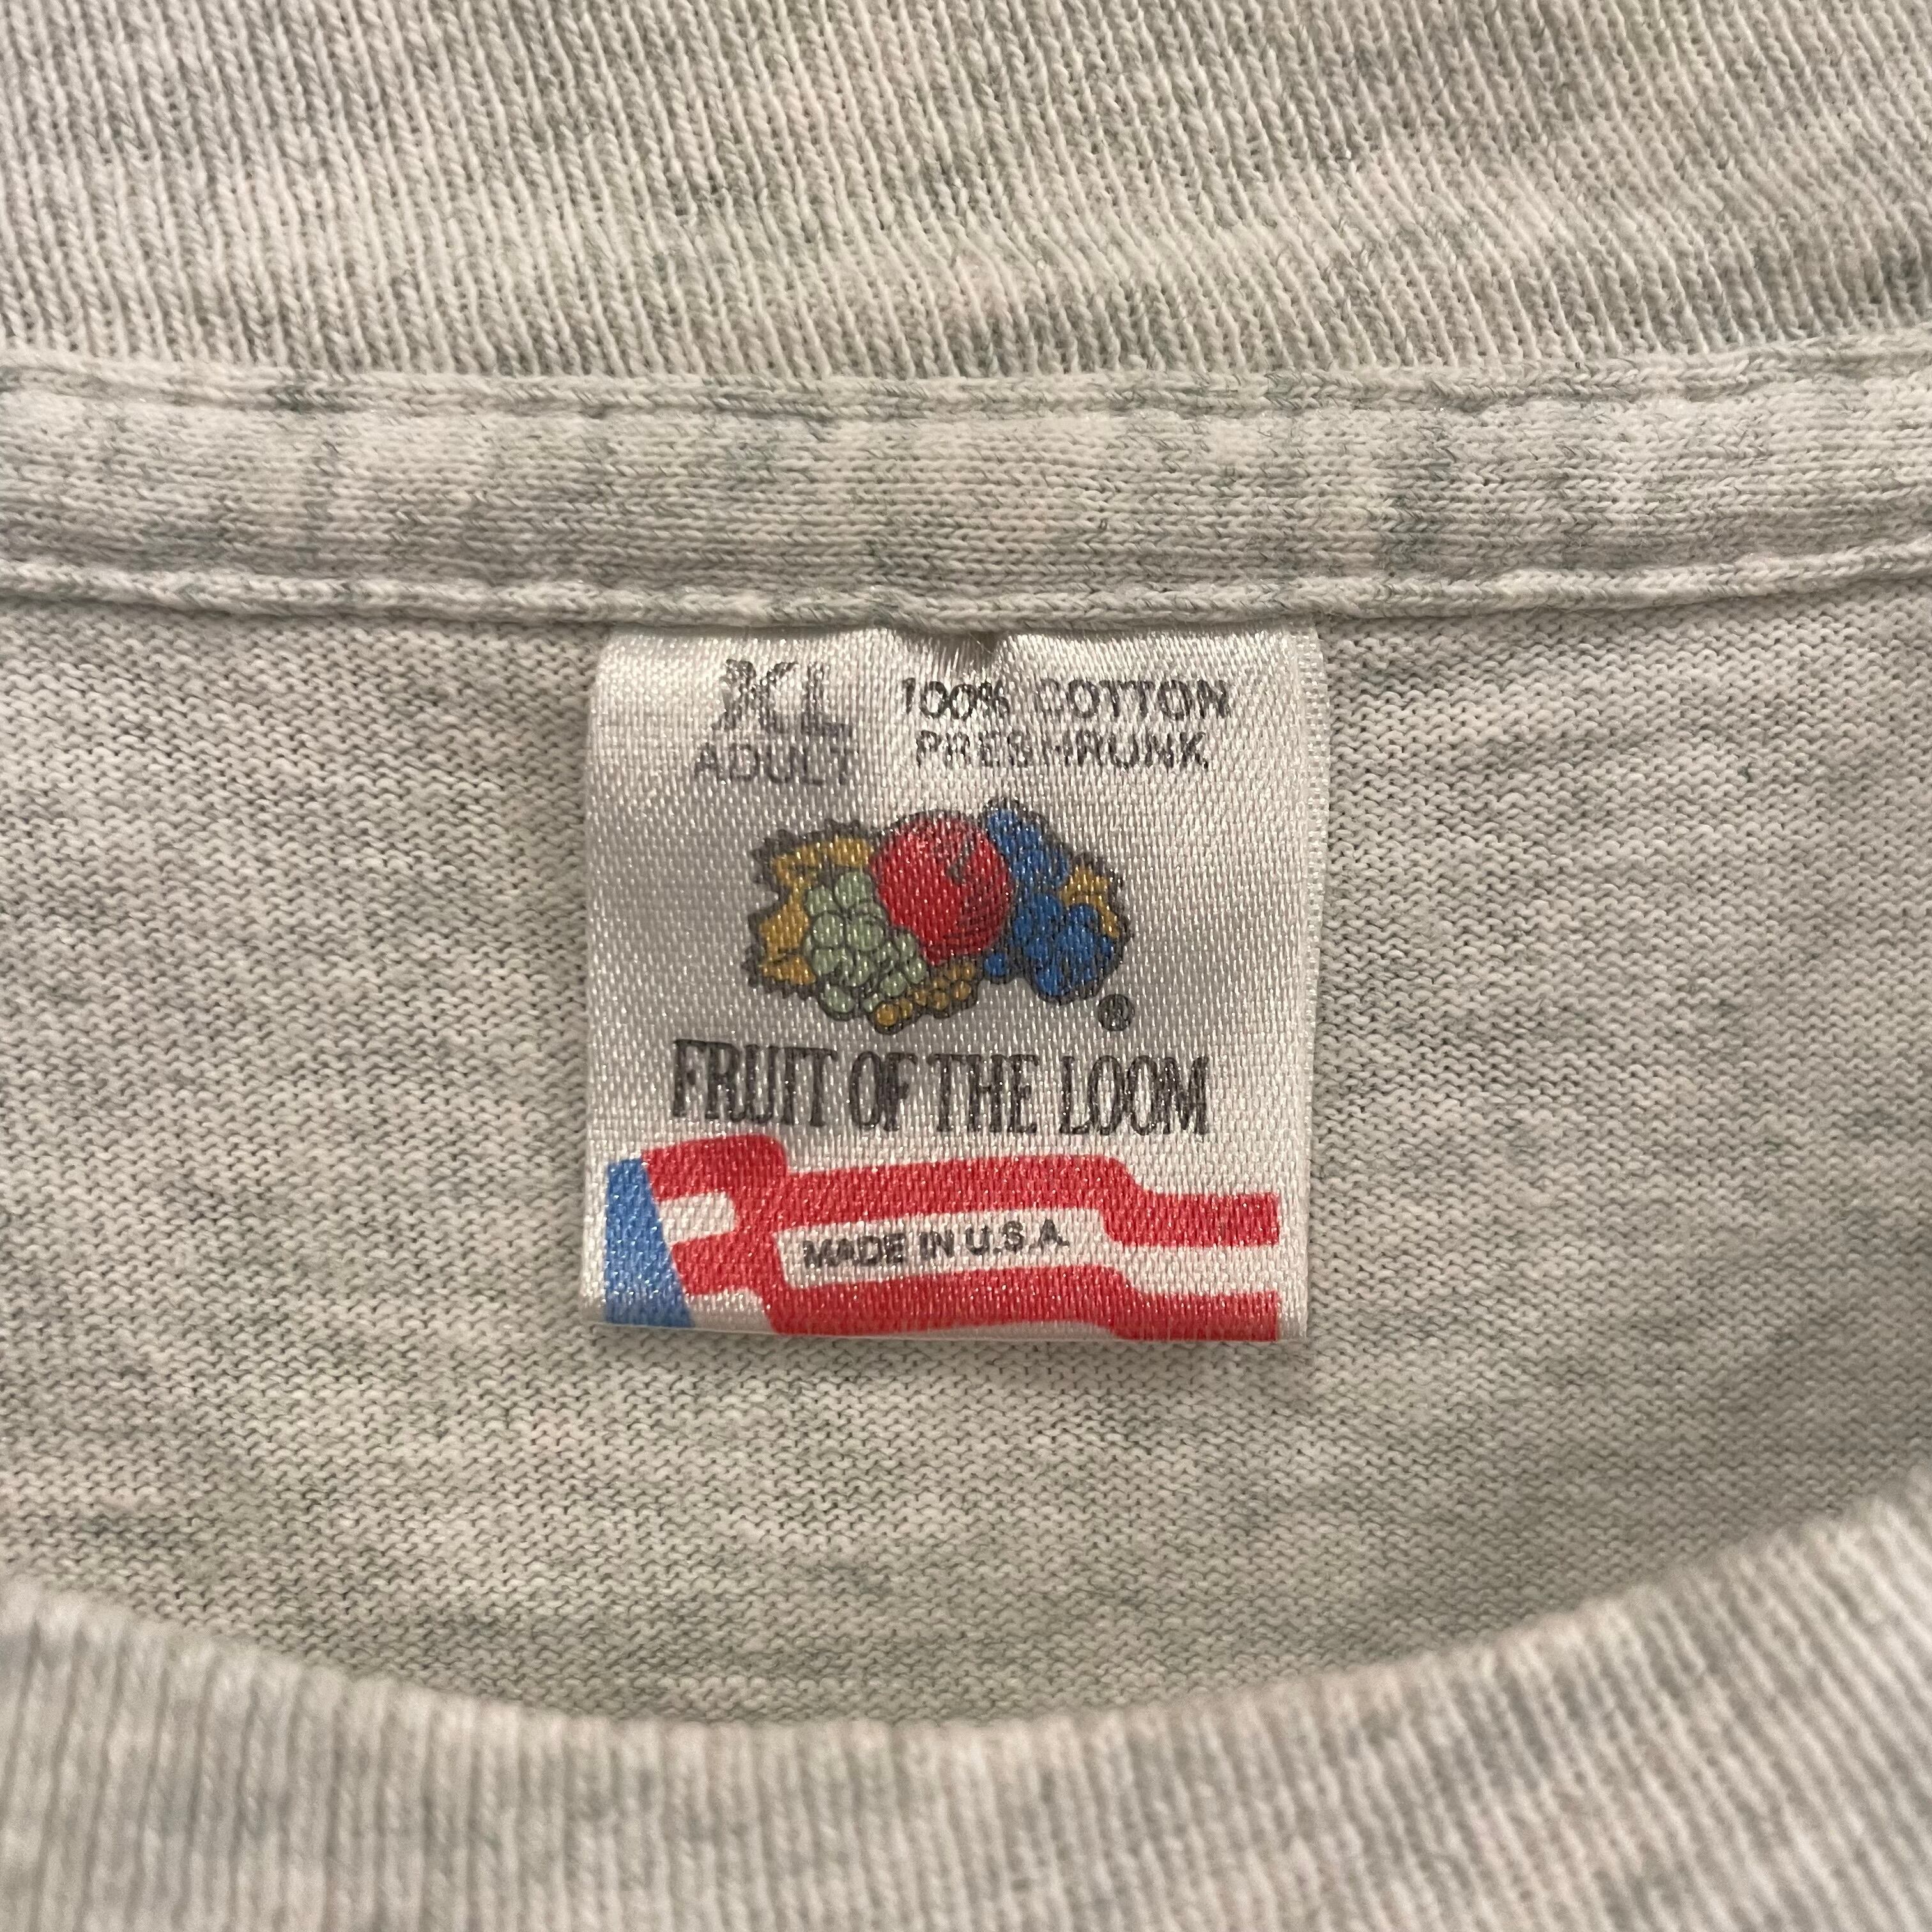 XL
ADULT
100% COTTON
PRESHRUNK
®
FRUIT OF THE LOOM
MADE IN U.S.A.